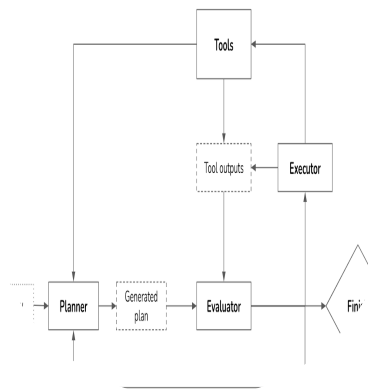 Tools
Tool outputs
Executor
Planner
Generated
plan
Evaluator